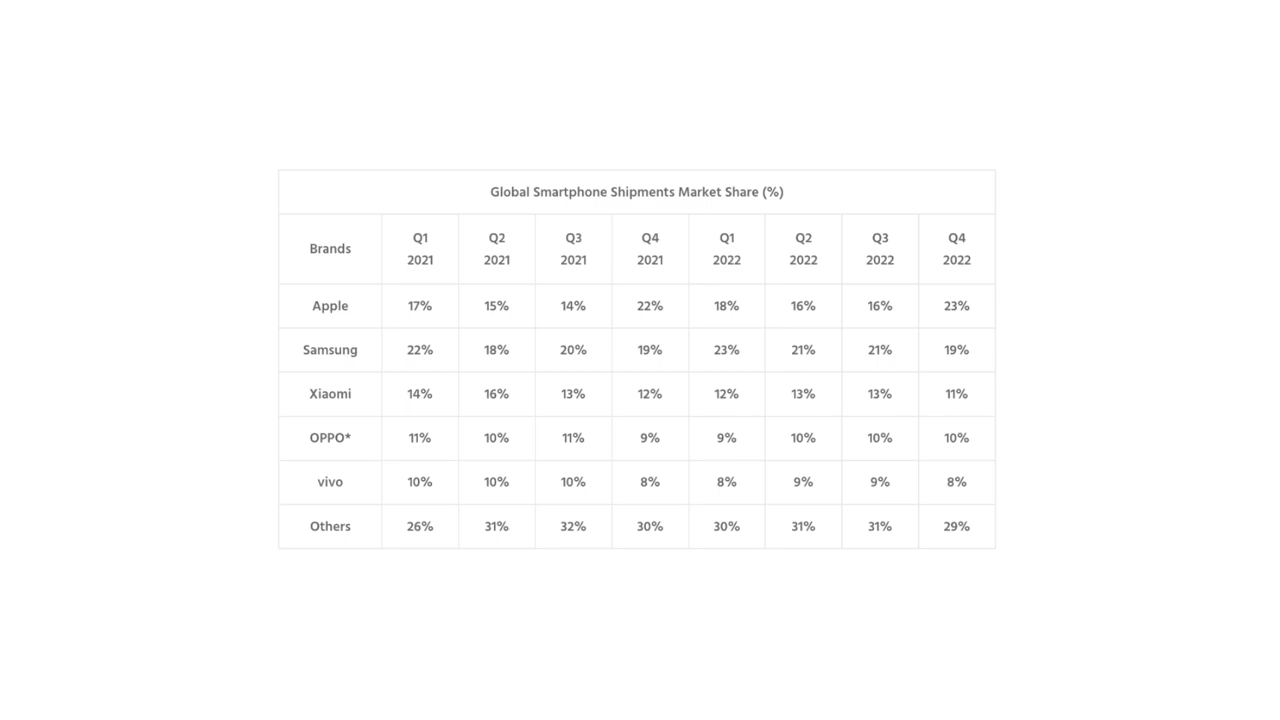 Global Smartphone Shipments Market Share (%)
Brands Q1 2021 Q2 2021 Q3 2021 Q4 2021 Q1 2022 Q2 2022 Q3 2022 Q4 2022
Apple 17% 15% 14% 22% 18% 16% 16% 23%
Samsung 22% 18% 20% 19% 23% 21% 21% 19%
Xiaomi 14% 16% 13% 12% 12% 13% 13% 11%
OPPO* 11% 10% 11% 9% 9% 10% 10% 10%
vivo 10% 10% 10% 8% 8% 9% 9% 8%
Others 26% 31% 32% 30% 30% 31% 31% 29%